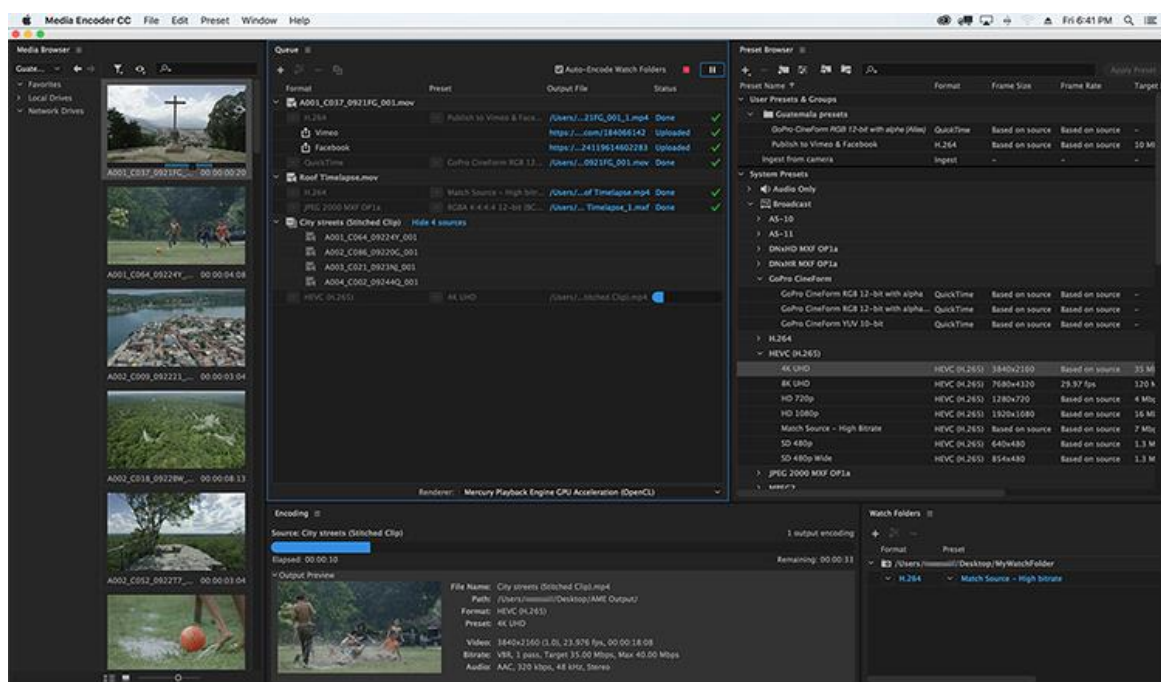 Media Encoder CC File Edit Preset Window Help Fri 6:41 PM
Media Browser
Favorites
Local Drives
Network Drives
A001_C037_0921FG_... 00:00:00:20
A001_C064_09224Y_... 00:00:04:08
A002_C009_092221_... 00:00:03:04
A002_C018_09228W_... 00:00:08:13
A002_C052_0922T7_... 00:00:03:04
Queue
Auto-Encode Watch Folders
Format Preset Output File Status
A001_C037_0921FG_001.mov
H.264 Publish to Vimeo & Face... /Users/...21FG_001_1.mp4 Done
Vimeo https:/...com/184066142 Uploaded
Facebook https:/...24119614602283 Uploaded
QuickTime GoPro CineForm RGB 12... /Users/...0921FG_001.mov Done
Roof Timelapse.mov
H.264 Match Source - High bitr... /Users/...of Timelapse.mp4 Done
JPEG 2000 MXF OP1a RGBA 4:4:4:4 12-bit (BC... /Users/... Timelapse_1.mxf Done
City streets (Stitched Clip) Hide 4 sources
A001_C064_09224Y_001
A002_C086_09220G_001
A003_C021_0923NJ_001
A004_C002_09244Q_001
HEVC (H.265) 4K UHD /Users/...titched Clip).mp4
Renderer: Mercury Playback Engine GPU Acceleration (OpenCL)
Preset Browser
Apply Preset
Preset Name Format Frame Size Frame Rate Target
User Presets & Groups
Guatemala presets
GoPro CineForm RGB 12-bit with alpha (Alias) QuickTime Based on source Based on source -
Publish to Vimeo & Facebook H.264 Based on source Based on source 10 M
Ingest from camera Ingest - - -
System Presets
Audio Only
Broadcast
AS-10
AS-11
DNxHD MXF OP1a
DNxHR MXF OP1a
GoPro CineForm
GoPro CineForm RGB 12-bit with alpha QuickTime Based on source Based on source -
GoPro CineForm RGB 12-bit with alpha... QuickTime Based on source Based on source -
GoPro CineForm YUV 10-bit QuickTime Based on source Based on source -
H.264
HEVC (H.265)
4K UHD HEVC (H.265) 3840x2160 Based on source 35 M
8K UHD HEVC (H.265) 7680x4320 29.97 fps 120
HD 720p HEVC (H.265) 1280x720 Based on source 4 Mb
HD 1080p HEVC (H.265) 1920x1080 Based on source 16 M
Match Source - High Bitrate HEVC (H.265) Based on source Based on source 7 Mb
SD 480p HEVC (H.265) 640x480 Based on source 1.3 M
SD 480p Wide HEVC (H.265) 854x480 Based on source 1.3 M
JPEG 2000 MXF OP1a
MPEG2
Encoding
Source: City streets (Stitched Clip) 1 output encoding
Elapsed: 00:00:10 Remaining: 00:00:33
Output Preview
File Name: City streets (Stitched Clip).mp4
Path: /Users/ /Desktop/AME Output/
Format: HEVC (H.265)
Preset: 4K UHD
Video: 3840x2160 (1.0), 23.976 fps, 00:00:18:08
Bitrate: VBR, 1 pass, Target 35.00 Mbps, Max 40.00 Mbps
Audio: AAC, 320 kbps, 48 kHz, Stereo
Watch Folders
Format Preset
/Users/ /Desktop/MyWatchFolder
H.264 Match Source - High bitrate